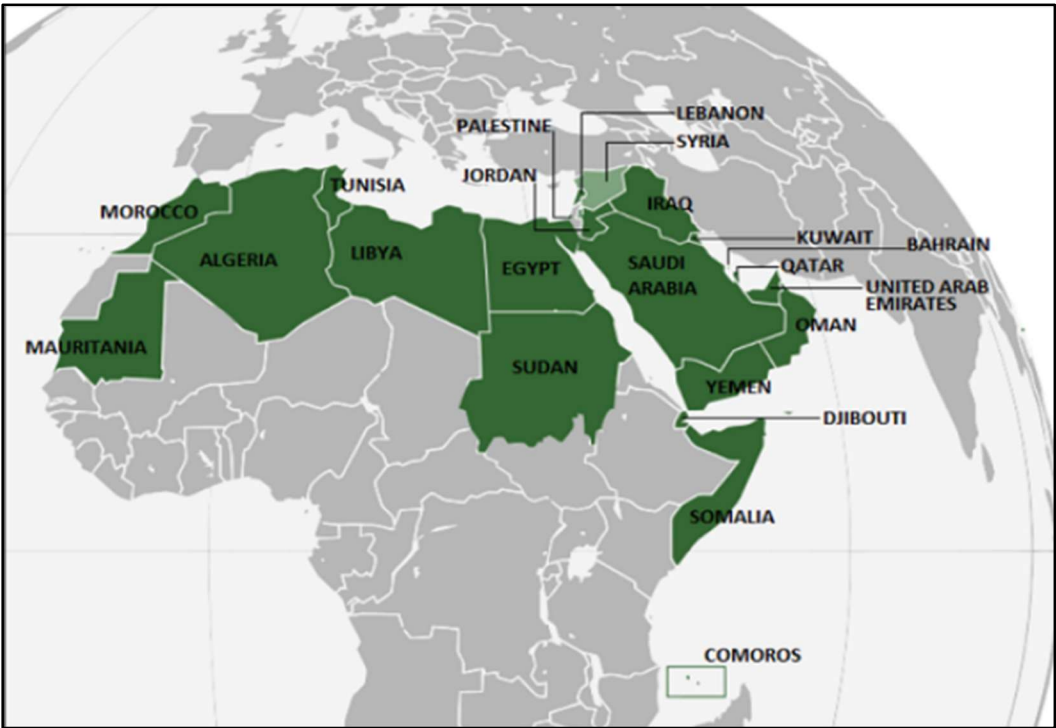 LEBANON
PALESTINE
SYRIA
JORDAN
TUNISIA
IRAQ
MOROCCO
KUWAIT
BAHRAIN
ALGERIA
LIBYA
EGYPT
SAUDI
ARABIA
QATAR
UNITED ARAB
EMIRATES
OMAN
MAURITANIA
SUDAN
YEMEN
DJIBOUTI
SOMALIA
COMOROS